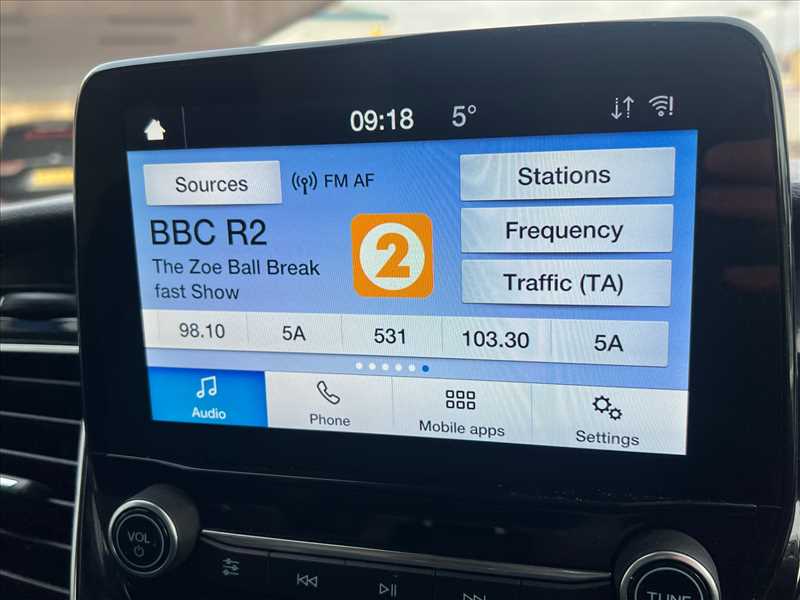 09:18 5°
Sources FM AF Stations
BBC R2 2 Frequency
The Zoe Ball Break
fast Show Traffic (TA)
98.10 5A 531 103.30 5A
Audio Phone Mobile apps Settings
VOL TUNE